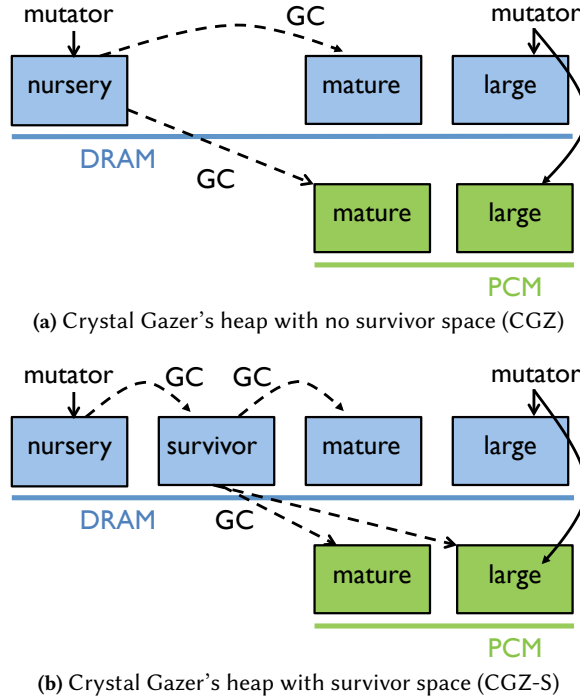 mutator GC mutator
nursery mature large
DRAM
GC
mature large
PCM
(a) Crystal Gazer's heap with no survivor space (CGZ)
mutator GC GC mutator
nursery survivor mature large
DRAM GC
mature large
PCM
(b) Crystal Gazer's heap with survivor space (CGZ-S)